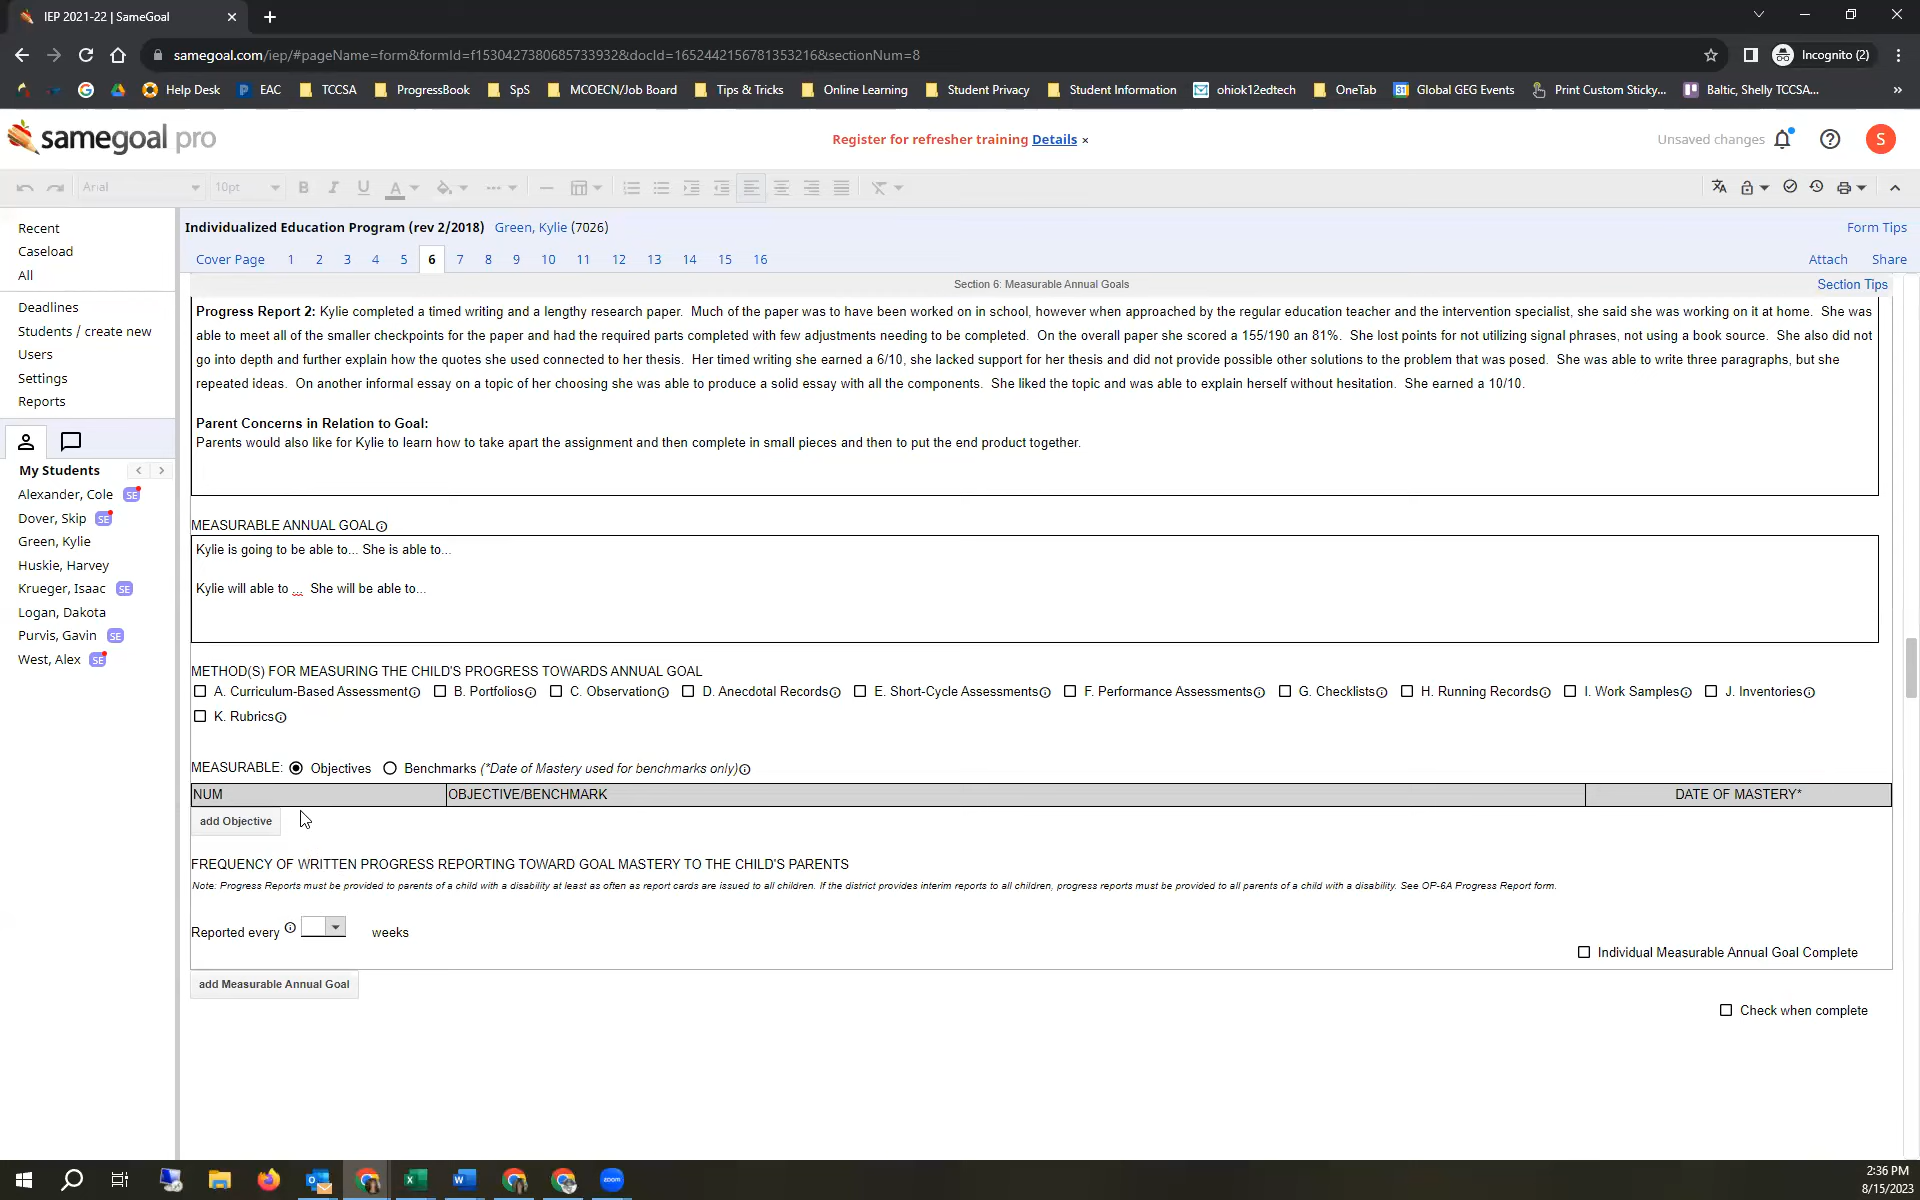 IEP 2021-22 | SameGoal
samegoal.com/iep/#pageName=form&formId=f1530427380685733932&docId=1652442156781353216&sectionNum=8
Incognito (2)
Help Desk EAC TCCSA ProgressBook SpS MCOECN/Job Board Tips & Tricks Online Learning Student Privacy Student Information ohiok12edtech OneTab Global GEG Events Print Custom Sticky... Baltic, Shelly TCCSA... »
samegoal pro
Register for refresher training Details ×
Unsaved changes
S
Arial 10pt B I U A
Recent
Caseload
All
Deadlines
Students / create new
Users
Settings
Reports
My Students
Alexander, Cole SE
Dover, Skip SE
Green, Kylie
Huskie, Harvey
Krueger, Isaac SE
Logan, Dakota
Purvis, Gavin SE
West, Alex SE
Individualized Education Program (rev 2/2018) Green, Kylie (7026)
Form Tips
Cover Page 1 2 3 4 5 6 7 8 9 10 11 12 13 14 15 16
Attach Share
Section 6: Measurable Annual Goals
Section Tips
Progress Report 2: Kylie completed a timed writing and a lengthy research paper. Much of the paper was to have been worked on in school, however when approached by the regular education teacher and the intervention specialist, she said she was working on it at home. She was
able to meet all of the smaller checkpoints for the paper and had the required parts completed with few adjustments needing to be completed. On the overall paper she scored a 155/190 an 81%. She lost points for not utilizing signal phrases, not using a book source. She also did not
go into depth and further explain how the quotes she used connected to her thesis. Her timed writing she earned a 6/10, she lacked support for her thesis and did not provide possible other solutions to the problem that was posed. She was able to write three paragraphs, but she
repeated ideas. On another informal essay on a topic of her choosing she was able to produce a solid essay with all the components. She liked the topic and was able to explain herself without hesitation. She earned a 10/10.
Parent Concerns in Relation to Goal:
Parents would also like for Kylie to learn how to take apart the assignment and then complete in small pieces and then to put the end product together.
MEASURABLE ANNUAL GOAL
Kylie is going to be able to... She is able to...
Kylie will able to ... She will be able to...
METHOD(S) FOR MEASURING THE CHILD'S PROGRESS TOWARDS ANNUAL GOAL
A. Curriculum-Based Assessment B. Portfolios C. Observation D. Anecdotal Records E. Short-Cycle Assessments F. Performance Assessments G. Checklists H. Running Records I. Work Samples J. Inventories
K. Rubrics
MEASURABLE: Objectives Benchmarks (*Date of Mastery used for benchmarks only)
NUM OBJECTIVE/BENCHMARK DATE OF MASTERY*
add Objective
FREQUENCY OF WRITTEN PROGRESS REPORTING TOWARD GOAL MASTERY TO THE CHILD'S PARENTS
Note: Progress Reports must be provided to parents of a child with a disability at least as often as report cards are issued to all children. If the district provides interim reports to all children, progress reports must be provided to all parents of a child with a disability. See OP-6A Progress Report form.
Reported every weeks
Individual Measurable Annual Goal Complete
add Measurable Annual Goal
Check when complete
zoom
2:36 PM
8/15/2023